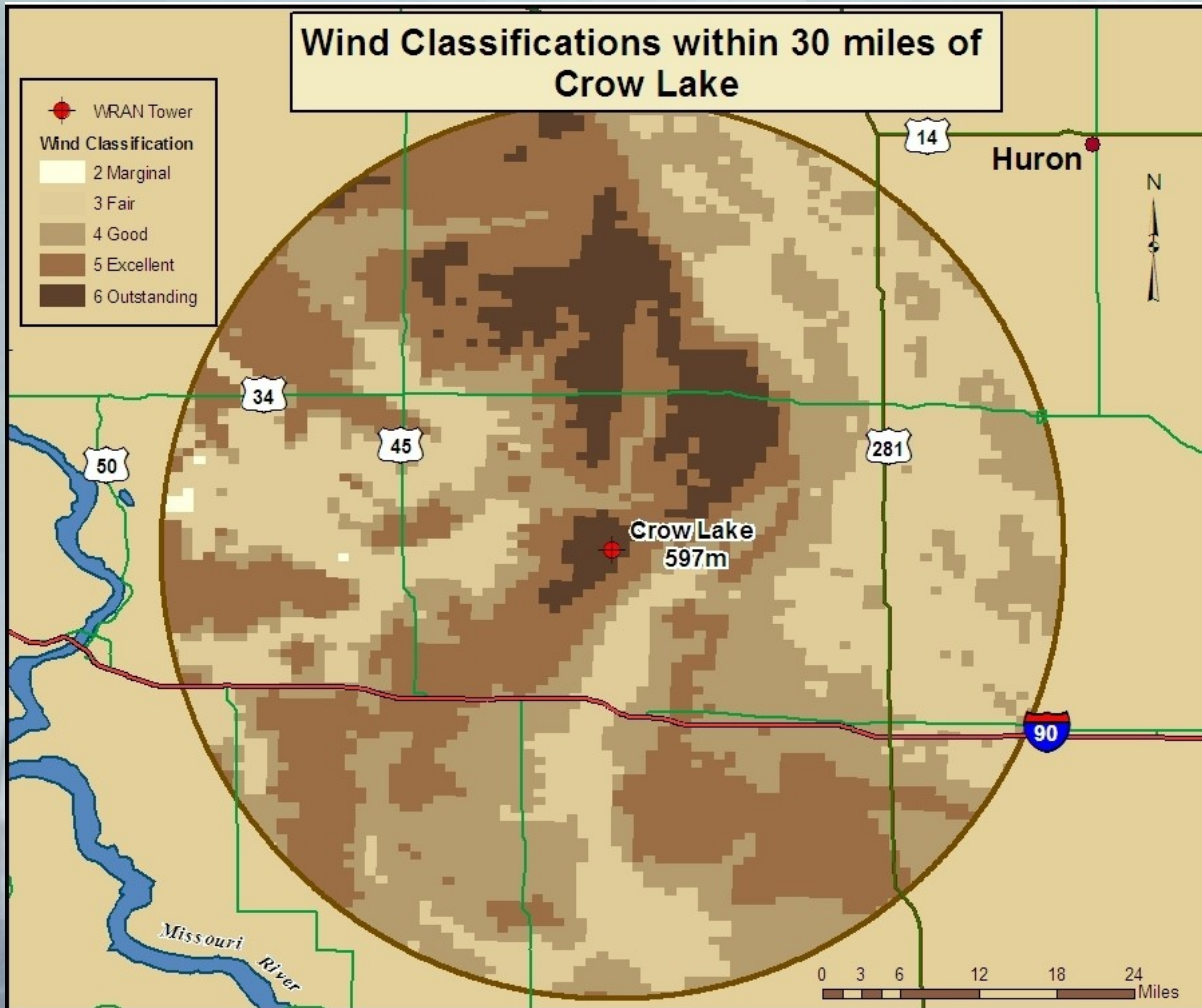 Wind Classifications within 30 miles of
Crow Lake
WRAN Tower
Wind Classification
2 Marginal
3 Fair
4 Good
5 Excellent
6 Outstanding
14
Huron
N
34
45
50
281
Crow Lake
597m
90
Missouri
River
0 3 6 12 18 24
Miles